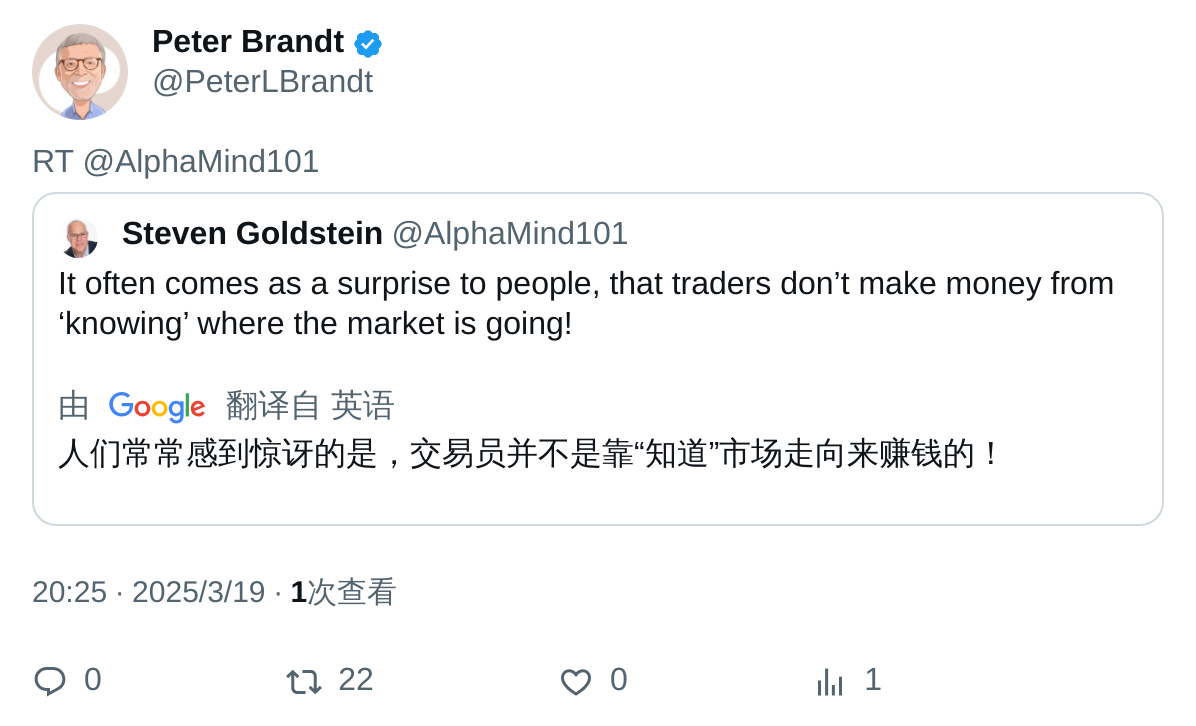 Peter Brandt
@PeterLBrandt
RT @AlphaMind101
Steven Goldstein @AlphaMind101
It often comes as a surprise to people, that traders don’t make money from
‘knowing’ where the market is going!
由 Google 翻译自 英语
人们常常感到惊讶的是，交易员并不是靠“知道”市场走向来赚钱的！
20:25 · 2025/3/19 · 1次查看
0 22 0 1